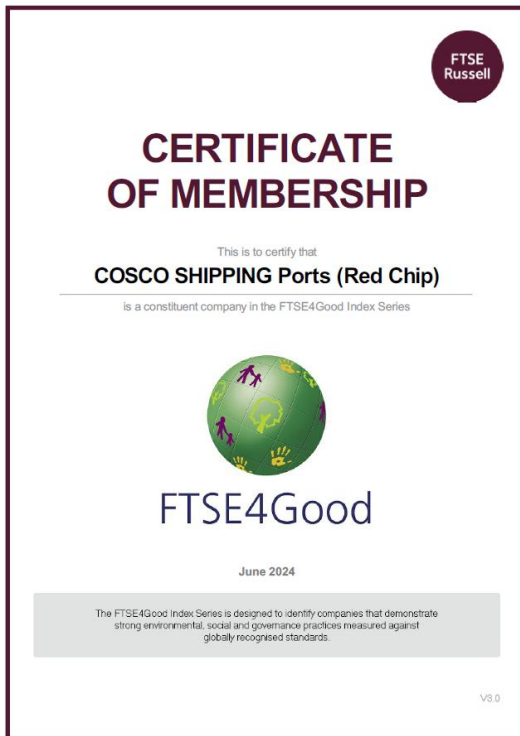 FTSE
Russell
CERTIFICATE
OF MEMBERSHIP
This is to certify that
COSCO SHIPPING Ports (Red Chip)
is a constituent company in the FTSE4Good Index Series
FTSE4Good
June 2024
The FTSE4Good Index Series is designed to identify companies that demonstrate
strong environmental, social and governance practices measured against
globally recognised standards.
V3.0